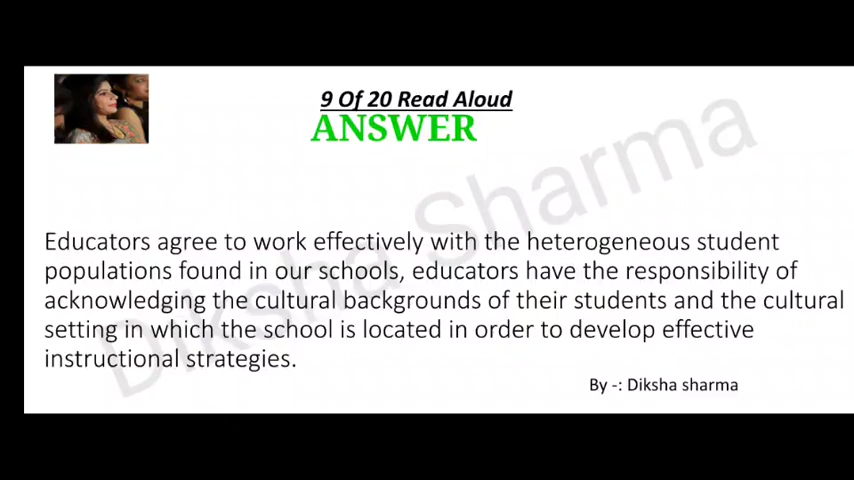 9 Of 20 Read Aloud
ANSWER
Diksha Sharma
Educators agree to work effectively with the heterogeneous student
populations found in our schools, educators have the responsibility of
acknowledging the cultural backgrounds of their students and the cultural
setting in which the school is located in order to develop effective
instructional strategies.
By -: Diksha sharma